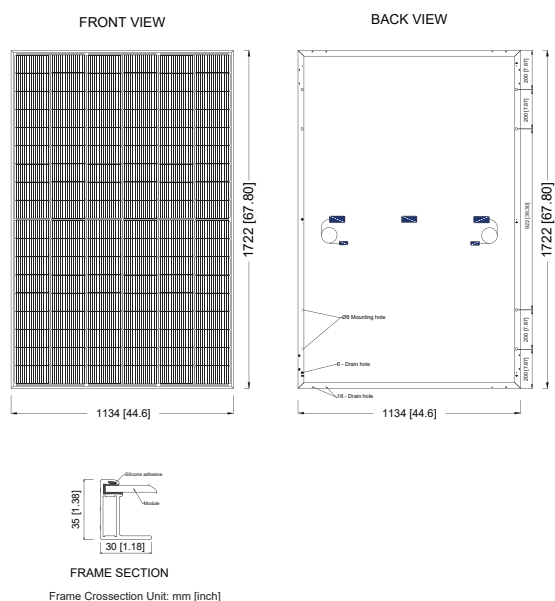 FRONT VIEW
BACK VIEW
1722 [67.80]
1134 [44.6]
200 [7.87]
200 [7.87]
922 [36.30]
200 [7.87]
200 [7.87]
1722 [67.80]
Ø8 Mounting hole
6 - Drain hole
16 - Drain hole
1134 [44.6]
Silicone adhesive
Module
35 [1.38]
30 [1.18]
FRAME SECTION
Frame Crossection Unit: mm [inch]